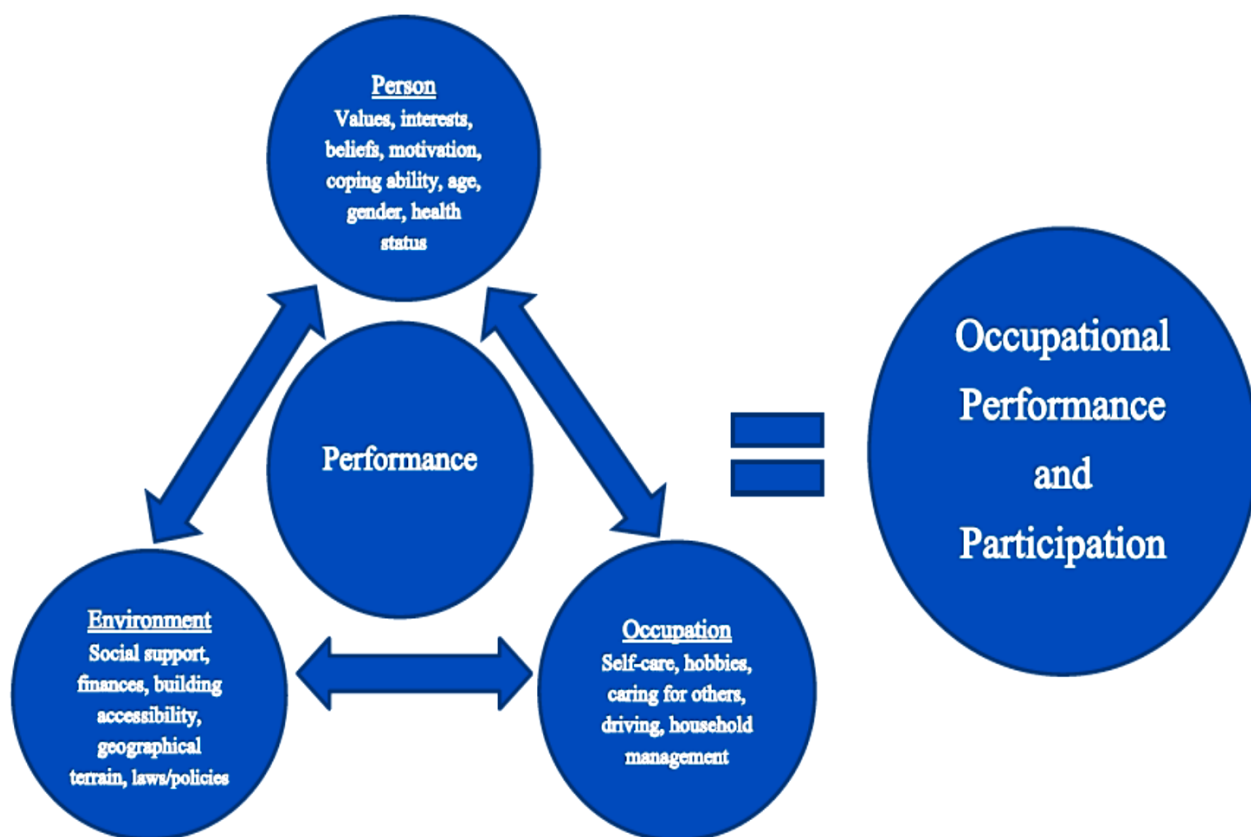 Person
Values, interests,
beliefs, motivation,
coping ability, age,
gender, health
status
Performance
Environment
Social support,
finances, building
accessibility,
geographical
terrain, laws/policies
Occupation
Self-care, hobbies,
caring for others,
driving, household
management
Occupational
Performance
and
Participation